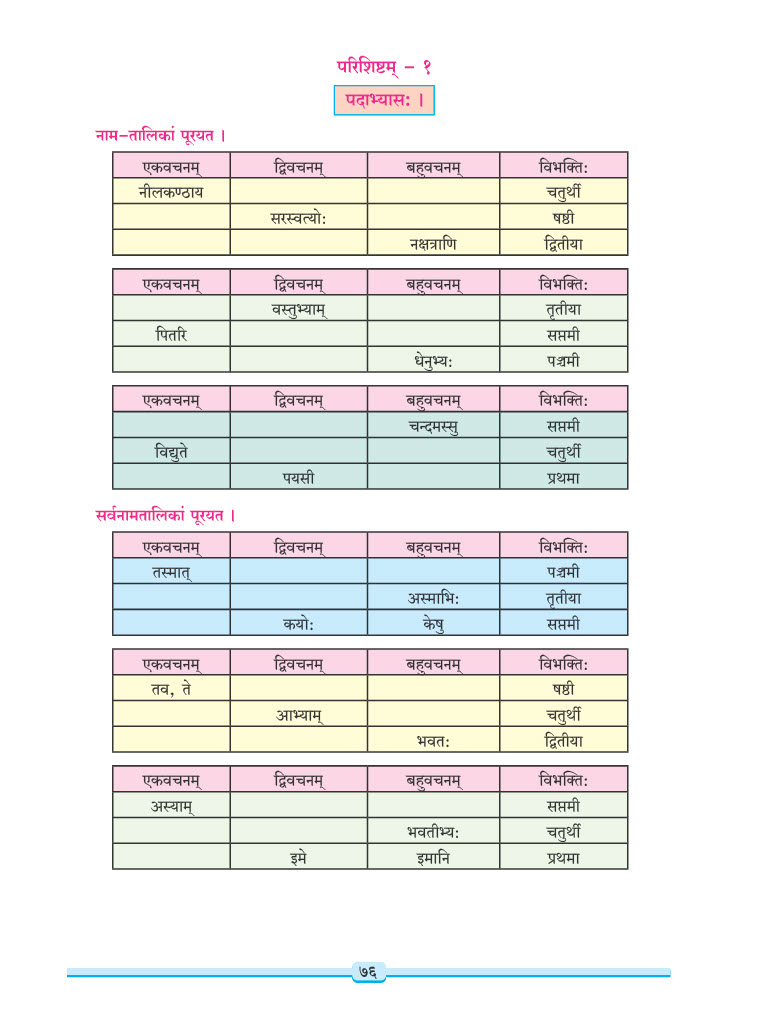 परिशिष्टम् – १
पदाभ्यास: ।
नाम–तालिकां पूरयत ।
एकवचनम् द्विवचनम् बहुवचनम् विभक्ति:
नीलकण्ठाय चतुर्थी
सरस्वत्यो: षष्ठी
नक्षत्राणि द्वितीया
एकवचनम् द्विवचनम् बहुवचनम् विभक्ति:
वस्तुभ्याम् तृतीया
पितरि सप्तमी
धेनुभ्य: पञ्चमी
एकवचनम् द्विवचनम् बहुवचनम् विभक्ति:
चन्दमस्सु सप्तमी
विद्युते चतुर्थी
पयसी प्रथमा
सर्वनामतालिकां पूरयत ।
एकवचनम् द्विवचनम् बहुवचनम् विभक्ति:
तस्मात् पञ्चमी
अस्माभि: तृतीया
कयो: केषु सप्तमी
एकवचनम् द्विवचनम् बहुवचनम् विभक्ति:
तव, ते षष्ठी
आभ्याम् चतुर्थी
भवत: द्वितीया
एकवचनम् द्विवचनम् बहुवचनम् विभक्ति:
अस्याम् सप्तमी
भवतीभ्य: चतुर्थी
इमे इमानि प्रथमा
७६